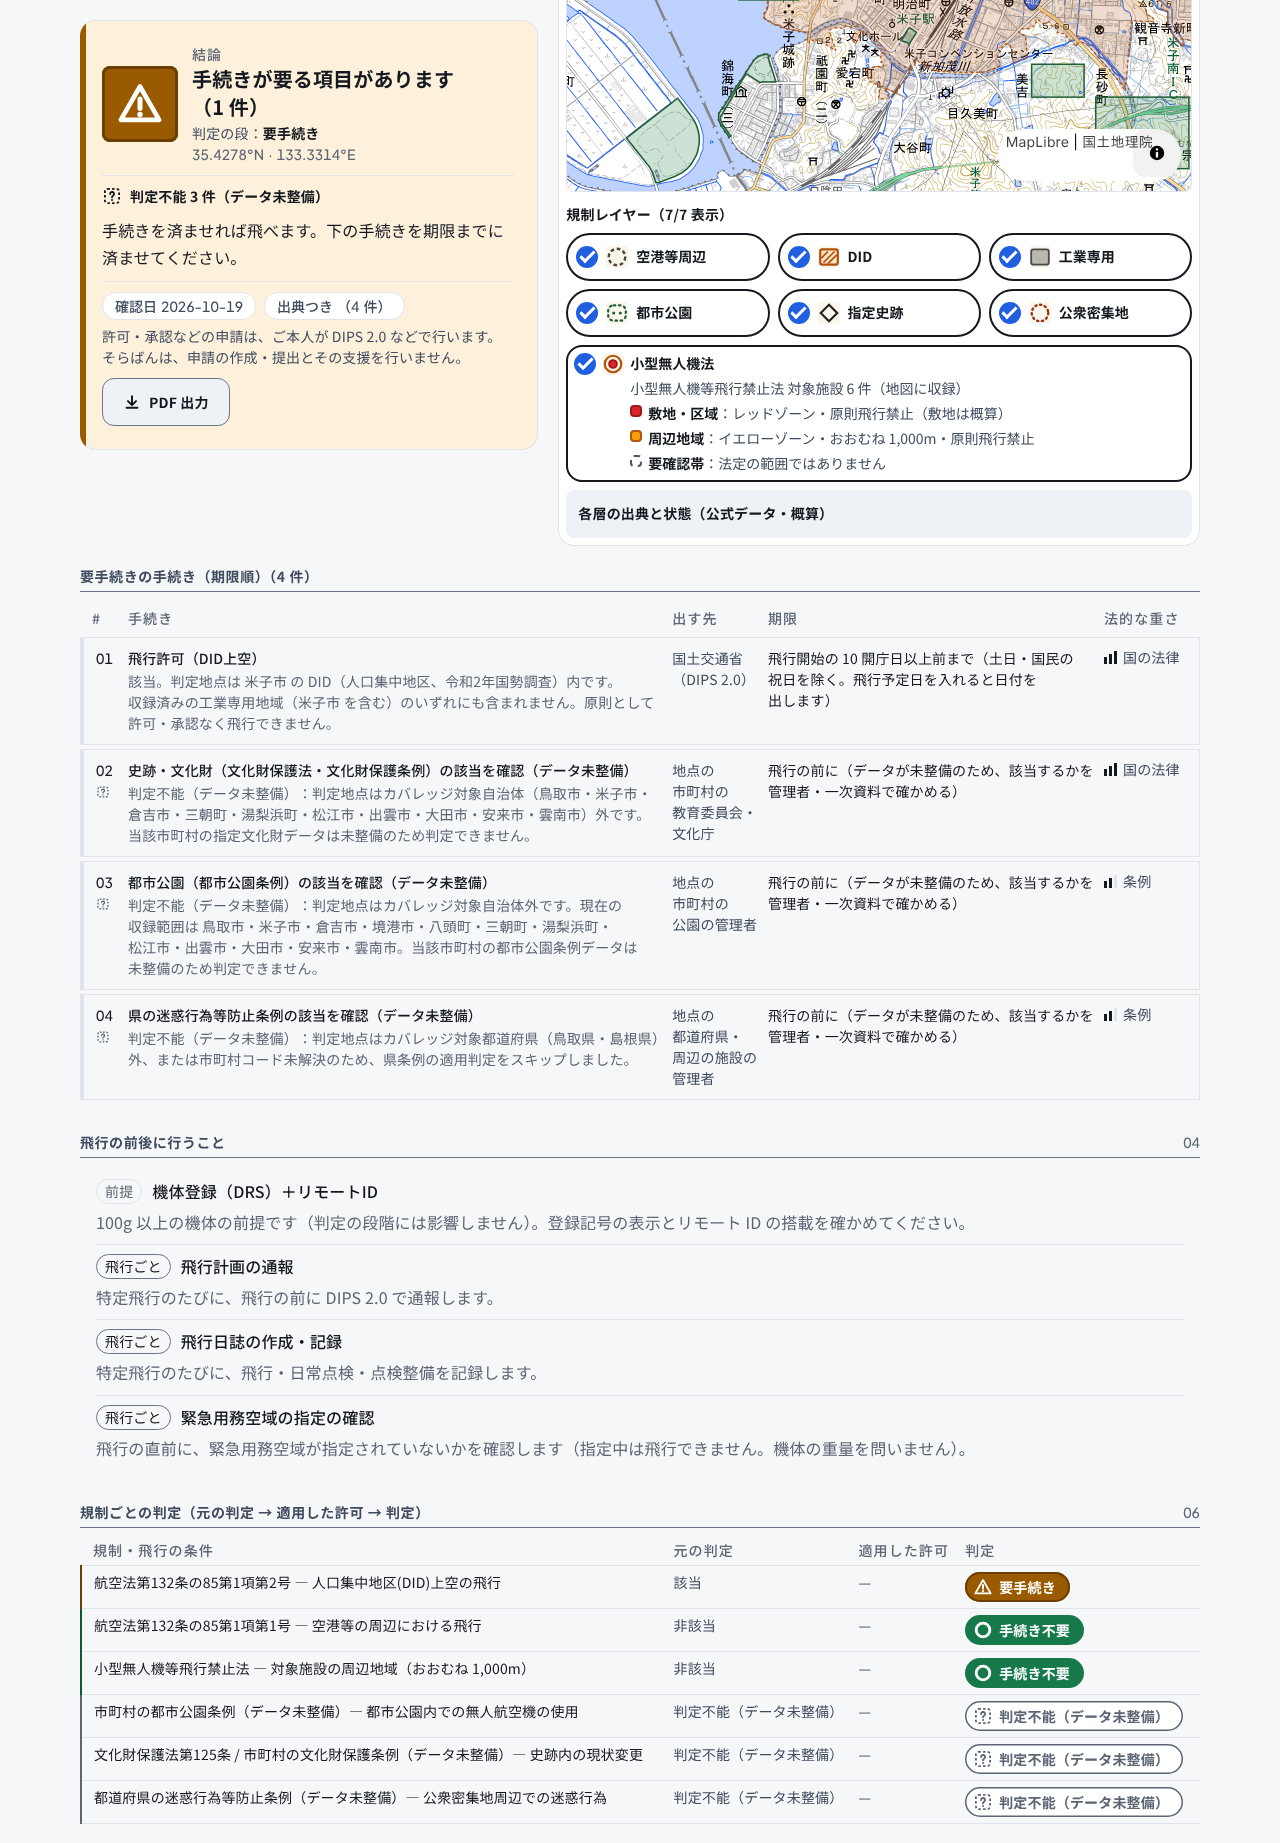 結論
手続きが要る項目があります
（1 件）
判定の段：要手続き
35.4278°N · 133.3314°E
判定不能 3 件（データ未整備）
手続きを済ませれば飛べます。下の手続きを期限までに
済ませてください。
確認日 2026-10-19
出典つき （4 件）
許可・承認などの申請は、ご本人が DIPS 2.0 などで行います。
そらばんは、申請の作成・提出とその支援を行いません。
PDF 出力
明治町
米子駅
放水路
米子城跡
文化ホール
米子コンベンションセンター
新加茂川
観音寺新町
米子南IC
錦海町（三）
祇園町（二）
愛宕町
美吉
長砂町
目久美町
大谷町
MapLibre | 国土地理院
規制レイヤー（7/7 表示）
空港等周辺
DID
工業専用
都市公園
指定史跡
公衆密集地
小型無人機法
小型無人機等飛行禁止法 対象施設 6 件（地図に収録）
敷地・区域：レッドゾーン・原則飛行禁止（敷地は概算）
周辺地域：イエローゾーン・おおむね 1,000m・原則飛行禁止
要確認帯：法定の範囲ではありません
各層の出典と状態（公式データ・概算）
要手続きの手続き（期限順）（4 件）
# 手続き 出す先 期限 法的な重さ
01 飛行許可（DID上空）
該当。判定地点は 米子市 の DID（人口集中地区、令和2年国勢調査）内です。
収録済みの工業専用地域（米子市 を含む）のいずれにも含まれません。原則として
許可・承認なく飛行できません。
国土交通省
（DIPS 2.0）
飛行開始の 10 開庁日以上前まで（土日・国民の
祝日を除く。飛行予定日を入れると日付を
出します）
国の法律
02 史跡・文化財（文化財保護法・文化財保護条例）の該当を確認（データ未整備）
判定不能（データ未整備）：判定地点はカバレッジ対象自治体（鳥取市・米子市・
倉吉市・三朝町・湯梨浜町・松江市・出雲市・大田市・安来市・雲南市）外です。
当該市町村の指定文化財データは未整備のため判定できません。
地点の
市町村の
教育委員会・
文化庁
飛行の前に（データが未整備のため、該当するかを
管理者・一次資料で確かめる）
国の法律
03 都市公園（都市公園条例）の該当を確認（データ未整備）
判定不能（データ未整備）：判定地点はカバレッジ対象自治体外です。現在の
収録範囲は 鳥取市・米子市・倉吉市・境港市・八頭町・三朝町・湯梨浜町・
松江市・出雲市・大田市・安来市・雲南市。当該市町村の都市公園条例データは
未整備のため判定できません。
地点の
市町村の
公園の管理者
飛行の前に（データが未整備のため、該当するかを
管理者・一次資料で確かめる）
条例
04 県の迷惑行為等防止条例の該当を確認（データ未整備）
判定不能（データ未整備）：判定地点はカバレッジ対象都道府県（鳥取県・島根県）
外、または市町村コード未解決のため、県条例の適用判定をスキップしました。
地点の
都道府県・
周辺の施設の
管理者
飛行の前に（データが未整備のため、該当するかを
管理者・一次資料で確かめる）
条例
飛行の前後に行うこと 04
前提 機体登録（DRS）＋リモートID
100g 以上の機体の前提です（判定の段階には影響しません）。登録記号の表示とリモート ID の搭載を確かめてください。
飛行ごと 飛行計画の通報
特定飛行のたびに、飛行の前に DIPS 2.0 で通報します。
飛行ごと 飛行日誌の作成・記録
特定飛行のたびに、飛行・日常点検・点検整備を記録します。
飛行ごと 緊急用務空域の指定の確認
飛行の直前に、緊急用務空域が指定されていないかを確認します（指定中は飛行できません。機体の重量を問いません）。
規制ごとの判定（元の判定 → 適用した許可 → 判定） 06
規制・飛行の条件 元の判定 適用した許可 判定
航空法第132条の85第1項第2号 — 人口集中地区(DID)上空の飛行 該当 — 要手続き
航空法第132条の85第1項第1号 — 空港等の周辺における飛行 非該当 — 手続き不要
小型無人機等飛行禁止法 — 対象施設の周辺地域（おおむね 1,000m） 非該当 — 手続き不要
市町村の都市公園条例（データ未整備）— 都市公園内での無人航空機の使用 判定不能（データ未整備） — 判定不能（データ未整備）
文化財保護法第125条 / 市町村の文化財保護条例（データ未整備）— 史跡内の現状変更 判定不能（データ未整備） — 判定不能（データ未整備）
都道府県の迷惑行為等防止条例（データ未整備）— 公衆密集地周辺での迷惑行為 判定不能（データ未整備） — 判定不能（データ未整備）